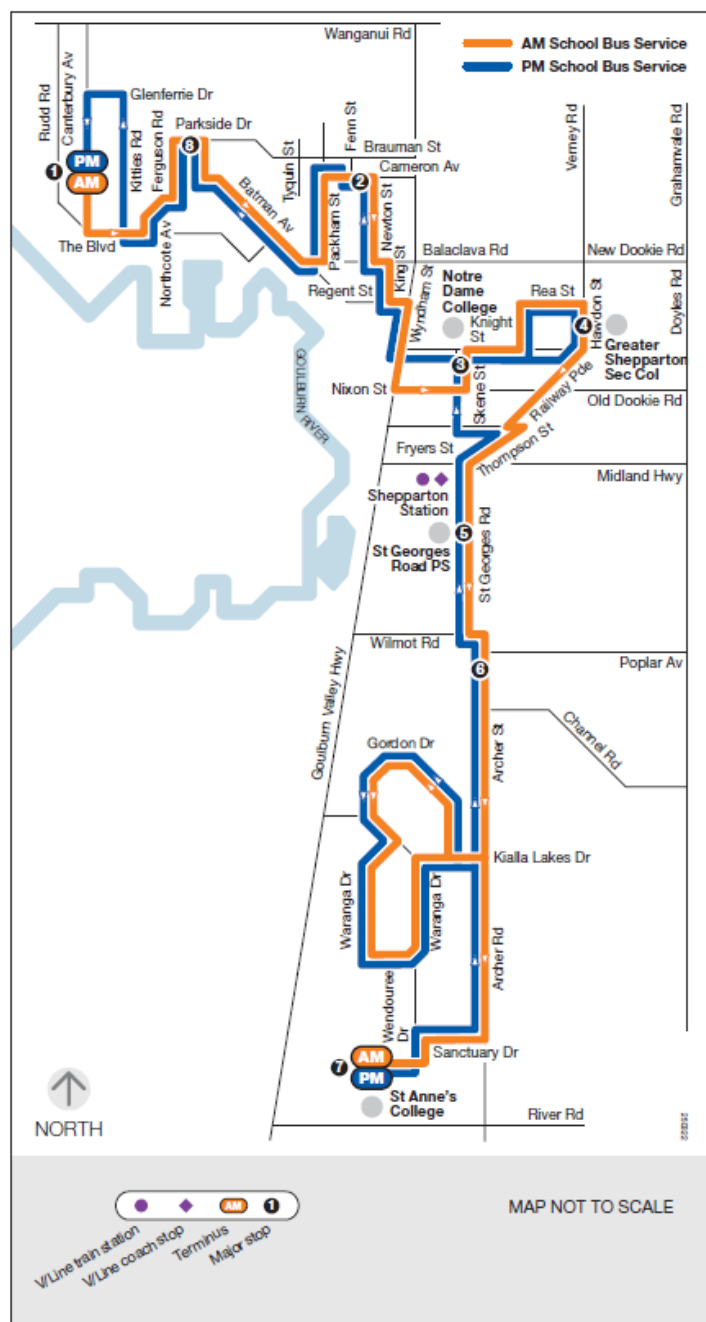 Wanganui Rd
AM School Bus Service
PM School Bus Service
Rudd Rd
Canterbury Av
Glenferrie Dr
Kittles Rd
Ferguson Rd
Parkside Dr
Fenn St
Brauman St
Verney Rd
Grahamvale Rd
8
Tyquin St
Cameron Av
1
PM
AM
2
Batman Av
Packham St
Newton St
The Blvd
Northcote Av
King St
Balaclava Rd
New Dookie Rd
Regent St
Wyndham St
Notre
Dame
College
Rea St
Hawdon St
Doyles Rd
Knight
St
4
Greater
Shepparton
Sec Col
3
GOULBURN
RIVER
Nixon St
Skene St
Railway Pde
Old Dookie Rd
Fryers St
Thompson St
Midland Hwy
Shepparton
Station
5
St Georges
Road PS
St Georges Rd
Wilmot Rd
6
Poplar Av
Goulburn Valley Hwy
Gordon Dr
Archer St
Channel Rd
Kialla Lakes Dr
Waranga Dr
Waranga Dr
Archer Rd
Wendouree
Dr
7
AM
PM
Sanctuary Dr
St Anne's
College
NORTH
River Rd
AM
1
V/Line train station
V/Line coach stop
Terminus
Major stop
MAP NOT TO SCALE